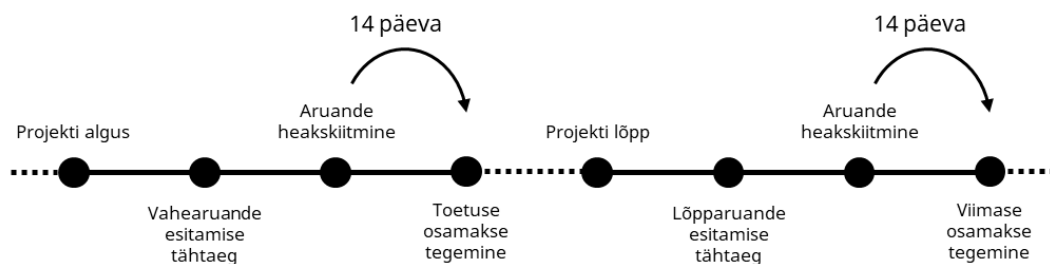 14 päeva
14 päeva
Projekti algus
Aruande
heakskiitmine
Projekti lõpp
Aruande
heakskiitmine
Vahearuande
esitamise
tähtaeg
Toetuse
osamakse
tegemine
Lõpparuande
esitamise
tähtaeg
Viimase
osamakse
tegemine